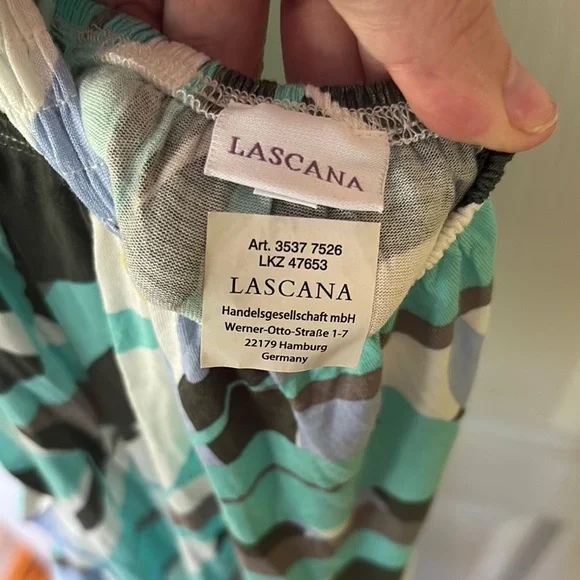 LASCANA
Art. 3537 7526
LKZ 47653
LASCANA
Handelsgesellschaft mbH
Werner-Otto-Straße 1-7
22179 Hamburg
Germany